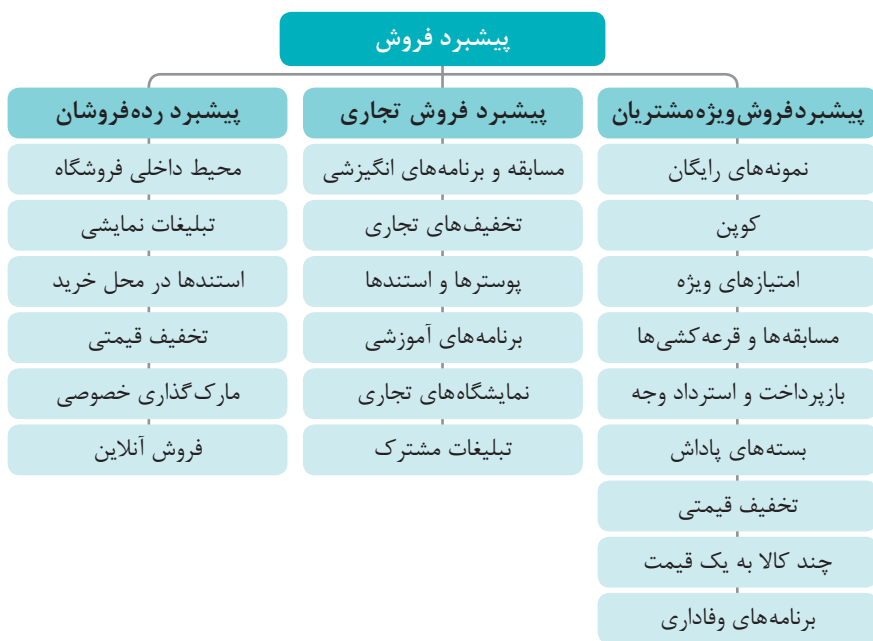 پیشبرد فروش
پیشبردفروش‌ویژه‌مشتریان
نمونه‌های رایگان
کوپن
امتیازهای ویژه
مسابقه‌ها و قرعه‌کشی‌ها
بازپرداخت و استرداد وجه
بسته‌های پاداش
تخفیف قیمتی
چند کالا به یک قیمت
برنامه‌های وفاداری
پیشبرد فروش تجاری
مسابقه و برنامه‌های انگیزشی
تخفیف‌های تجاری
پوسترها و استندها
برنامه‌های آموزشی
نمایشگاه‌های تجاری
تبلیغات مشترک
پیشبرد رده‌فروشان
محیط داخلی فروشگاه
تبلیغات نمایشی
استندها در محل خرید
تخفیف قیمتی
مارک‌گذاری خصوصی
فروش آنلاین